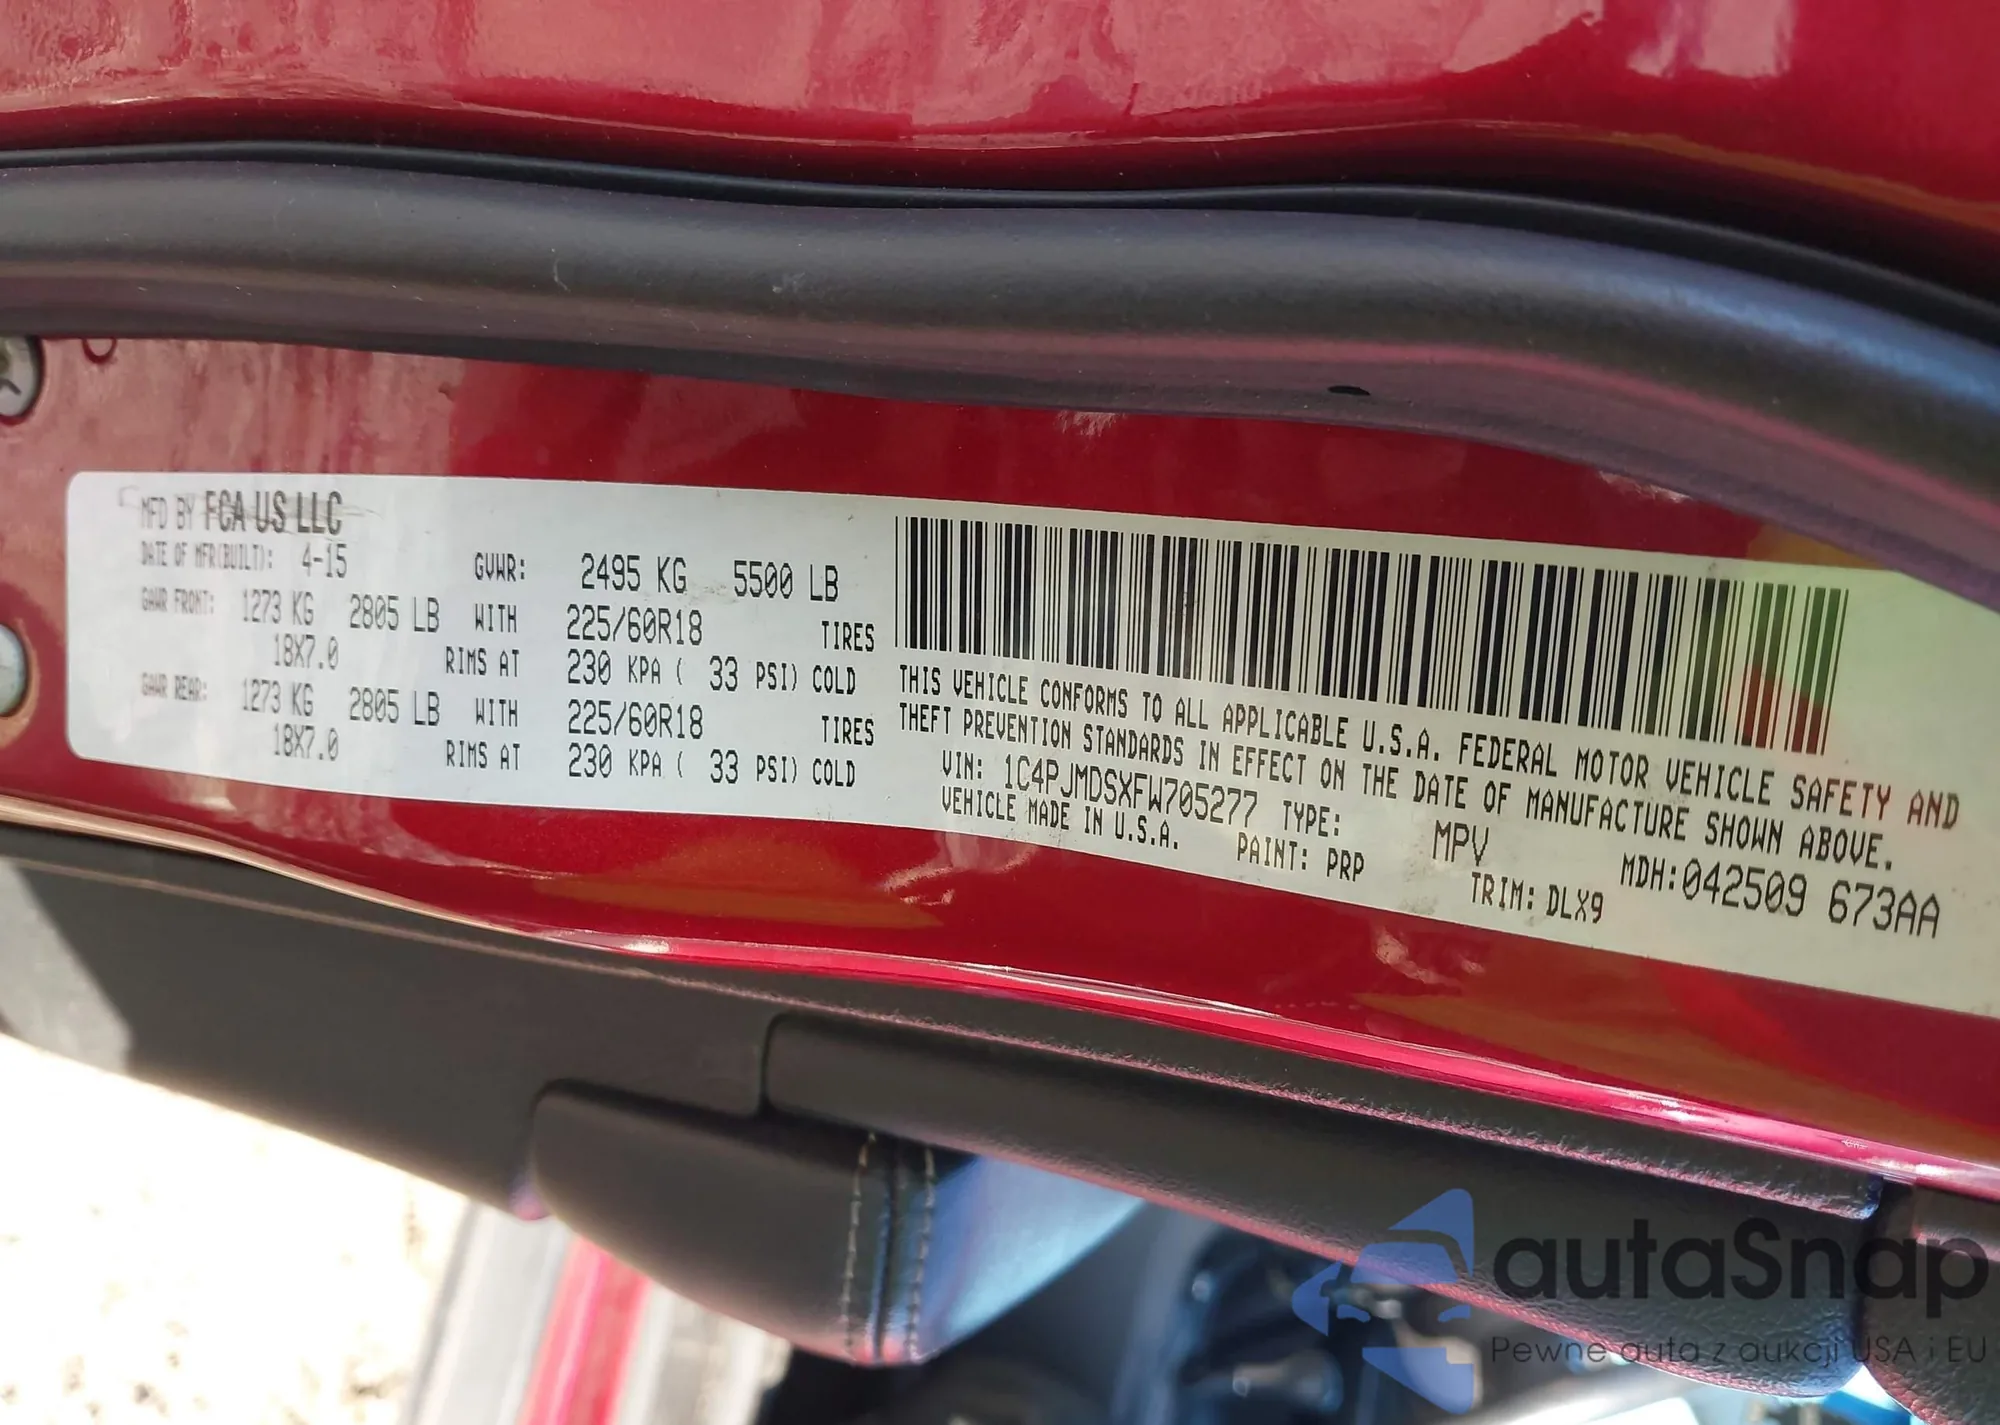 MFD BY FCA US LLC
DATE OF MFR(BUILT): 4-15 GVWR: 2495 KG 5500 LB
GAWR FRONT: 1273 KG 2805 LB WITH 225/60R18 TIRES
18X7.0 RIMS AT 230 KPA ( 33 PSI) COLD
GAWR REAR: 1273 KG 2805 LB WITH 225/60R18 TIRES
18X7.0 RIMS AT 230 KPA ( 33 PSI) COLD
THIS VEHICLE CONFORMS TO ALL APPLICABLE U.S.A. FEDERAL MOTOR VEHICLE SAFETY AND
THEFT PREVENTION STANDARDS IN EFFECT ON THE DATE OF MANUFACTURE SHOWN ABOVE.
VIN: 1C4PJMDSXFW705277 TYPE: MPV MDH:042509 673AA
VEHICLE MADE IN U.S.A. PAINT: PRP TRIM: DLX9
autaSnap
Pewne auta z aukcji USA i EU